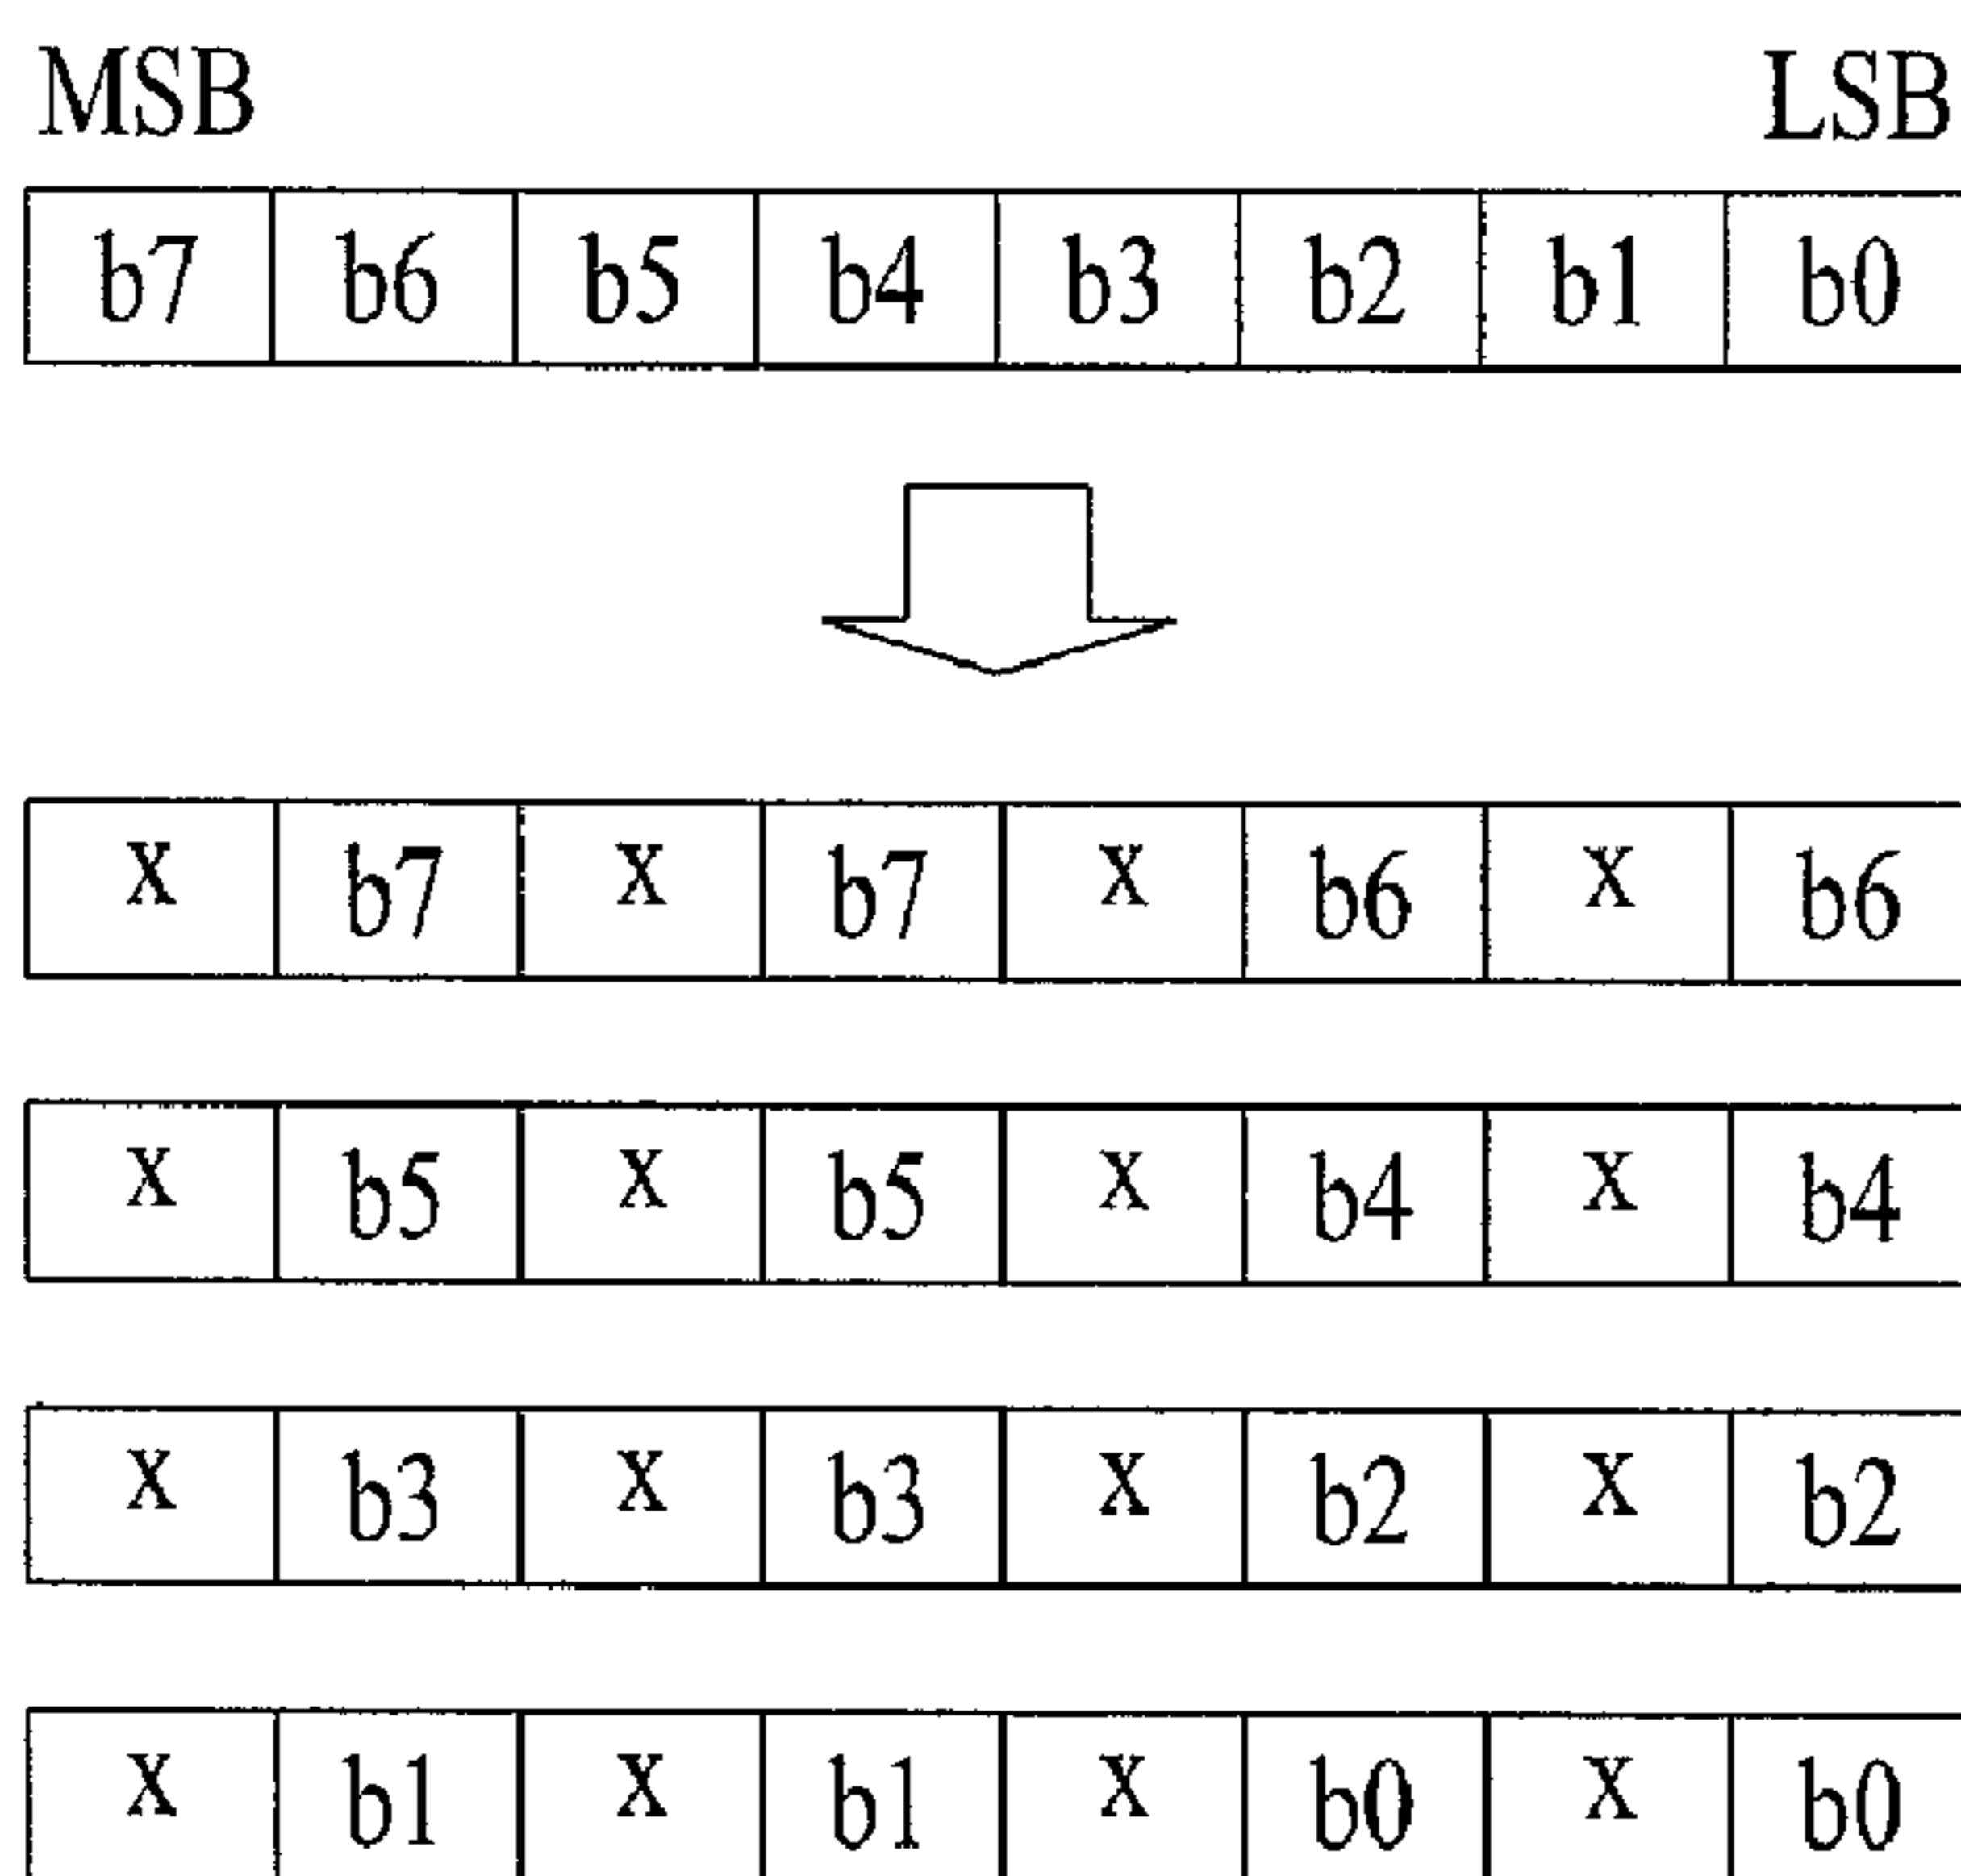 MSB LSB
b7 b6 b5 b4 b3 b2 b1 b0
x b7 x b7 x b6 x b6
x b5 x b5 x b4 x b4
x b3 x b3 x b2 x b2
x b1 x b1 x b0 x b0